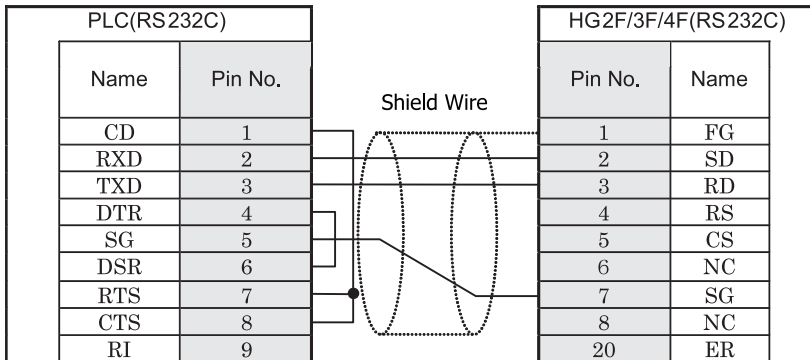 PLC(RS232C) HG2F/3F/4F(RS232C)
Name Pin No. Pin No. Name
Shield Wire
CD 1 1 FG
RXD 2 2 SD
TXD 3 3 RD
DTR 4 4 RS
SG 5 5 CS
DSR 6 6 NC
RTS 7 7 SG
CTS 8 8 NC
RI 9 20 ER